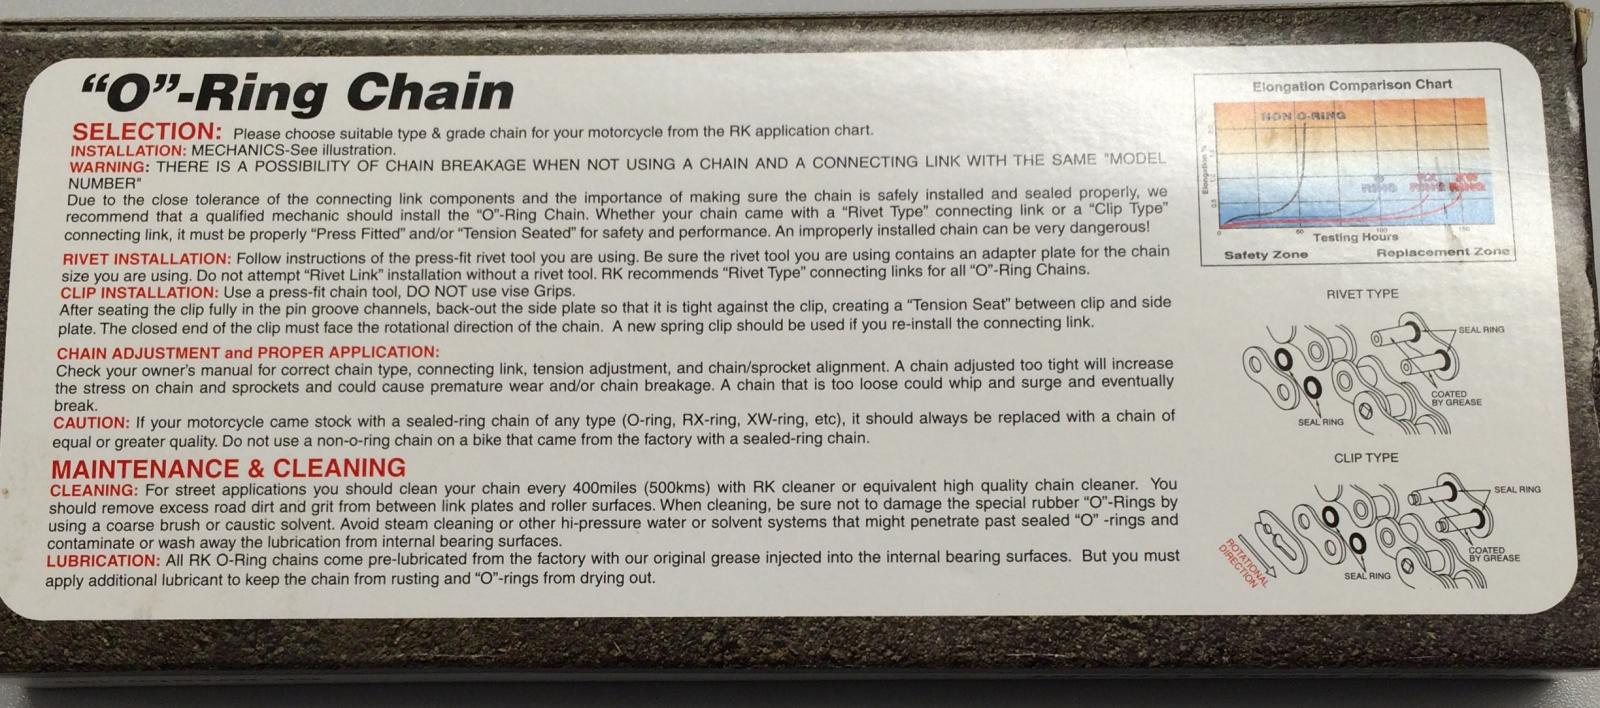 “O”-Ring Chain
SELECTION: Please choose suitable type & grade chain for your motorcycle from the RK application chart.
INSTALLATION: MECHANICS-See illustration.
WARNING: THERE IS A POSSIBILITY OF CHAIN BREAKAGE WHEN NOT USING A CHAIN AND A CONNECTING LINK WITH THE SAME "MODEL
NUMBER"
Due to the close tolerance of the connecting link components and the importance of making sure the chain is safely installed and sealed properly, we
recommend that a qualified mechanic should install the “O”-Ring Chain. Whether your chain came with a “Rivet Type” connecting link or a “Clip Type”
connecting link, it must be properly “Press Fitted” and/or “Tension Seated” for safety and performance. An improperly installed chain can be very dangerous!
RIVET INSTALLATION: Follow instructions of the press-fit rivet tool you are using. Be sure the rivet tool you are using contains an adapter plate for the chain
size you are using. Do not attempt “Rivet Link” installation without a rivet tool. RK recommends “Rivet Type” connecting links for all “O”-Ring Chains.
CLIP INSTALLATION: Use a press-fit chain tool, DO NOT use vise Grips.
After seating the clip fully in the pin groove channels, back-out the side plate so that it is tight against the clip, creating a “Tension Seat” between clip and side
plate. The closed end of the clip must face the rotational direction of the chain. A new spring clip should be used if you re-install the connecting link.
CHAIN ADJUSTMENT and PROPER APPLICATION:
Check your owner's manual for correct chain type, connecting link, tension adjustment, and chain/sprocket alignment. A chain adjusted too tight will increase
the stress on chain and sprockets and could cause premature wear and/or chain breakage. A chain that is too loose could whip and surge and eventually
break.
CAUTION: If your motorcycle came stock with a sealed-ring chain of any type (O-ring, RX-ring, XW-ring, etc), it should always be replaced with a chain of
equal or greater quality. Do not use a non-o-ring chain on a bike that came from the factory with a sealed-ring chain.
MAINTENANCE & CLEANING
CLEANING: For street applications you should clean your chain every 400miles (500kms) with RK cleaner or equivalent high quality chain cleaner. You
should remove excess road dirt and grit from between link plates and roller surfaces. When cleaning, be sure not to damage the special rubber “O”-Rings by
using a coarse brush or caustic solvent. Avoid steam cleaning or other hi-pressure water or solvent systems that might penetrate past sealed “O” -rings and
contaminate or wash away the lubrication from internal bearing surfaces.
LUBRICATION: All RK O-Ring chains come pre-lubricated from the factory with our original grease injected into the internal bearing surfaces. But you must
apply additional lubricant to keep the chain from rusting and “O”-rings from drying out.
Elongation Comparison Chart
NON O-RING
O RING
RX RING
XW RING
Elongation %
0 50 100 150
Testing Hours
Safety Zone
Replacement Zone
RIVET TYPE
SEAL RING
COATED
BY GREASE
SEAL RING
CLIP TYPE
SEAL RING
COATED
BY GREASE
SEAL RING
ROTATIONAL
DIRECTION